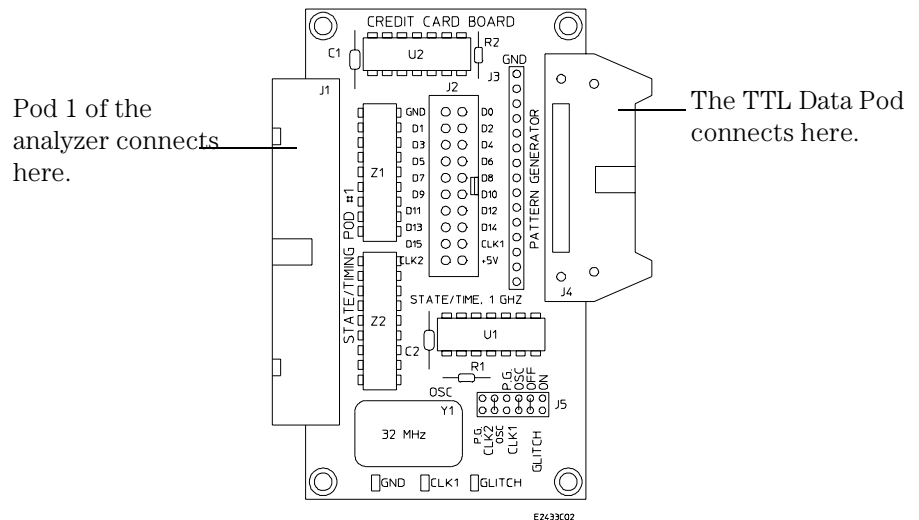 CREDIT CARD BOARD
C1
U2
R2
GND
J3
J1
J2
Pod 1 of the
analyzer connects
here.
The TTL Data Pod
connects here.
GND D0
D1 D2
D3 D4
D5 D6
D7 D8
D9 D10
D11 D12
D13 D14
D15 CLK1
CLK2 +5V
Z1
STATE/TIMING POD #1
PATTERN GENERATOR
J4
STATE/TIME, 1 GHZ
Z2
U1
C2
R1
OSC
Y1
32 MHz
P.G.
OSC
OFF
ON
J5
P.G.
CLK2
OSC
CLK1
GLITCH
GND
CLK1
GLITCH
E2433C02